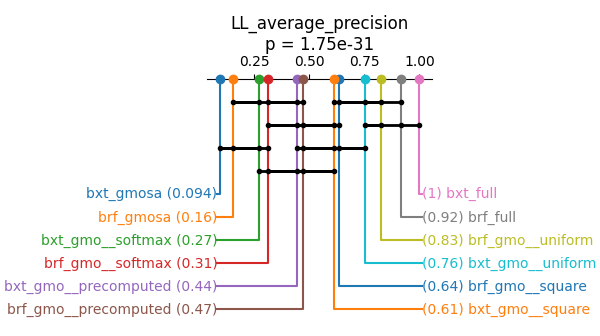 LL_average_precision
p = 1.75e-31
0.25 0.50 0.75 1.00
bxt_gmosa (0.094) (1) bxt_full
brf_gmosa (0.16) (0.92) brf_full
bxt_gmo__softmax (0.27) (0.83) brf_gmo__uniform
brf_gmo__softmax (0.31) (0.76) bxt_gmo__uniform
bxt_gmo__precomputed (0.44) (0.64) brf_gmo__square
brf_gmo__precomputed (0.47) (0.61) bxt_gmo__square